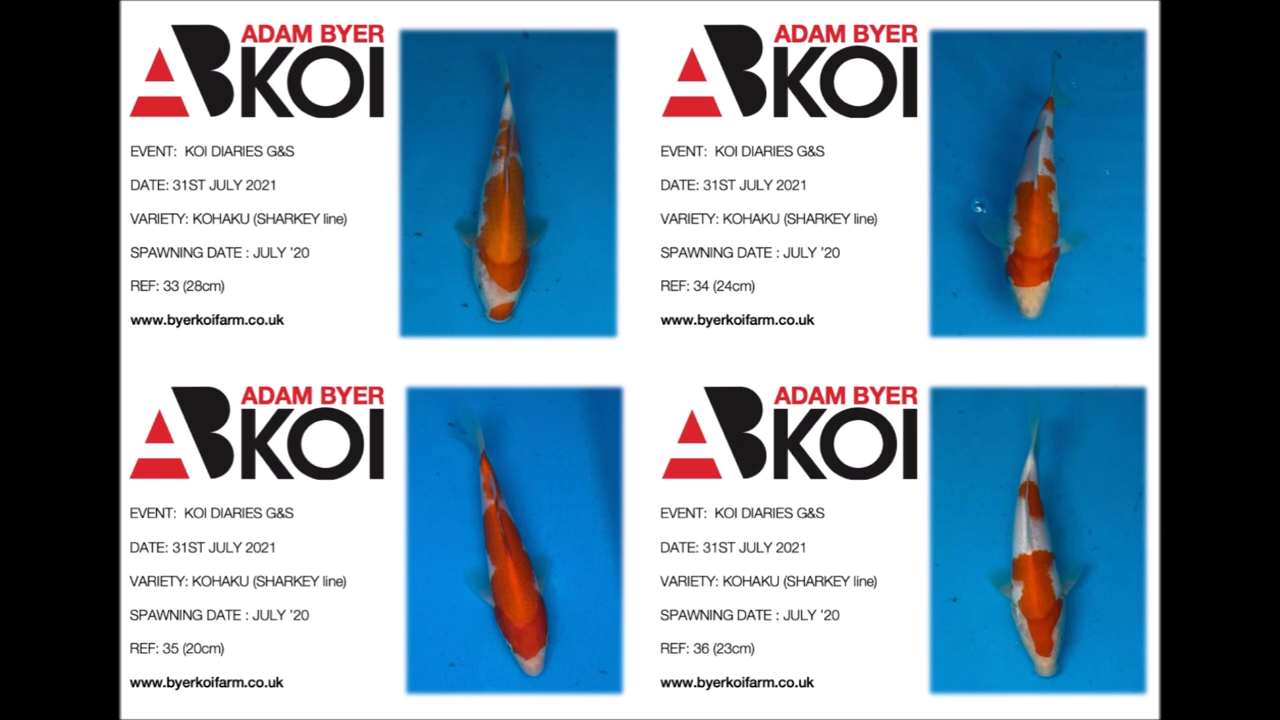 ADAM BYER
ABKOI
EVENT: KOI DIARIES G&S
DATE: 31ST JULY 2021
VARIETY: KOHAKU (SHARKEY line)
SPAWNING DATE : JULY ’20
REF: 33 (28cm)
www.byerkoifarm.co.uk
ADAM BYER
ABKOI
EVENT: KOI DIARIES G&S
DATE: 31ST JULY 2021
VARIETY: KOHAKU (SHARKEY line)
SPAWNING DATE : JULY ’20
REF: 34 (24cm)
www.byerkoifarm.co.uk
ADAM BYER
ABKOI
EVENT: KOI DIARIES G&S
DATE: 31ST JULY 2021
VARIETY: KOHAKU (SHARKEY line)
SPAWNING DATE : JULY ’20
REF: 35 (20cm)
www.byerkoifarm.co.uk
ADAM BYER
ABKOI
EVENT: KOI DIARIES G&S
DATE: 31ST JULY 2021
VARIETY: KOHAKU (SHARKEY line)
SPAWNING DATE : JULY ’20
REF: 36 (23cm)
www.byerkoifarm.co.uk